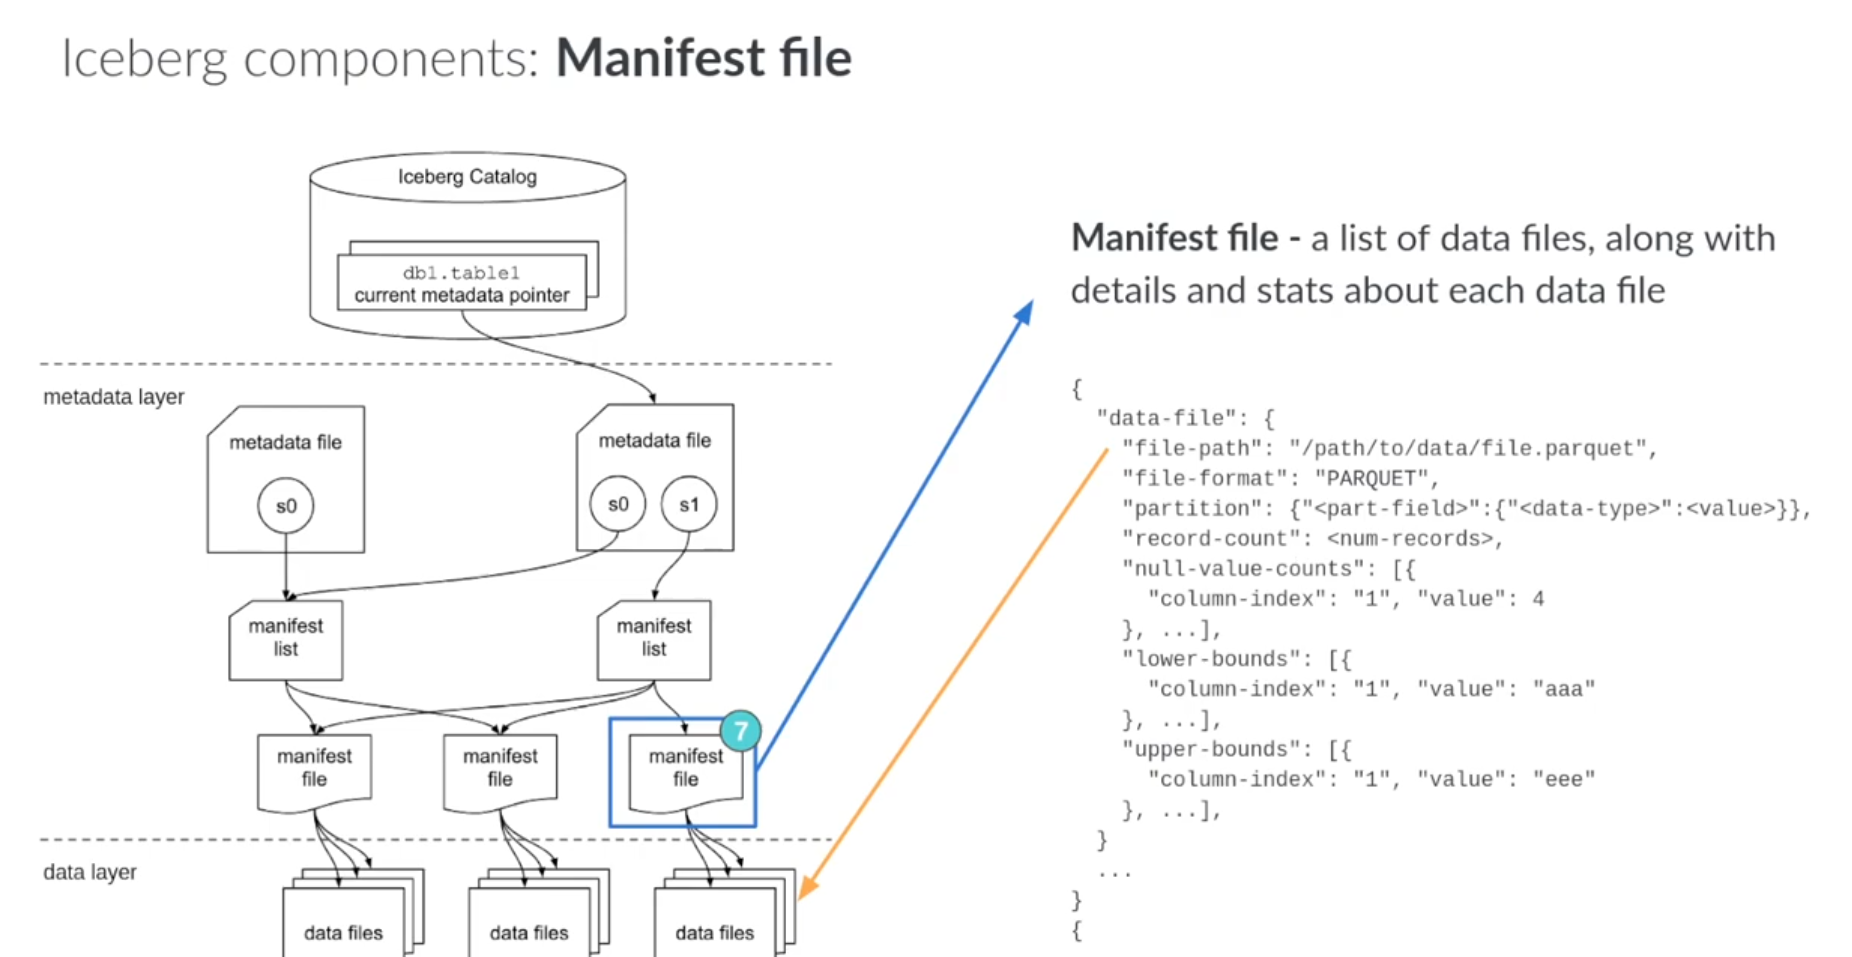 Iceberg components: Manifest file
Iceberg Catalog
db1.table1
current metadata pointer
metadata layer
metadata file
s0
metadata file
s0
s1
manifest
list
manifest
list
manifest
file
manifest
file
manifest
file
7
data layer
data files
data files
data files
Manifest file - a list of data files, along with
details and stats about each data file
{
"data-file": {
"file-path": "/path/to/data/file.parquet",
"file-format": "PARQUET",
"partition": {"<part-field>":{"<data-type>":<value>}},
"record-count": <num-records>,
"null-value-counts": [{
"column-index": "1", "value": 4
}, ...],
"lower-bounds": [{
"column-index": "1", "value": "aaa"
}, ...],
"upper-bounds": [{
"column-index": "1", "value": "eee"
}, ...],
}
...
}
{